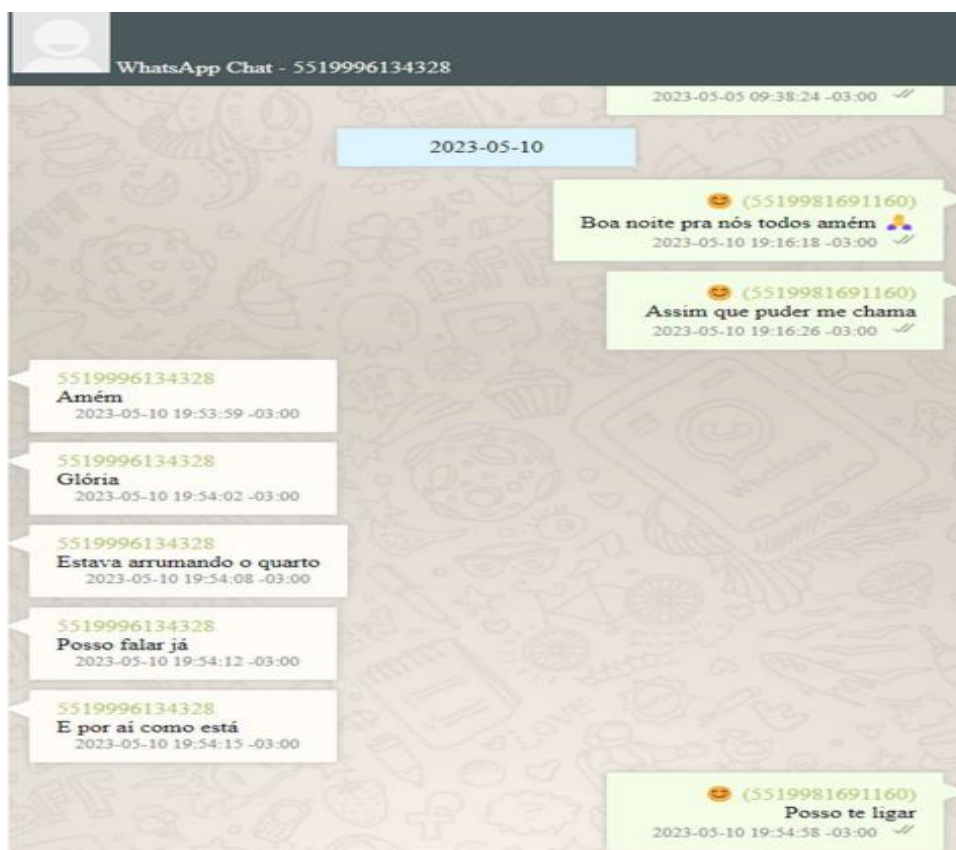 WhatsApp Chat - 5519996134328
2023-05-05 09:38:24 -03:00
2023-05-10
😊 (5519981691160)
Boa noite pra nós todos amém 🙏
2023-05-10 19:16:18 -03:00
😊 (5519981691160)
Assim que puder me chama
2023-05-10 19:16:26 -03:00
5519996134328
Amém
2023-05-10 19:53:59 -03:00
5519996134328
Glória
2023-05-10 19:54:02 -03:00
5519996134328
Estava arrumando o quarto
2023-05-10 19:54:08 -03:00
5519996134328
Posso falar já
2023-05-10 19:54:12 -03:00
5519996134328
E por aí como está
2023-05-10 19:54:15 -03:00
😊 (5519981691160)
Posso te ligar
2023-05-10 19:54:58 -03:00